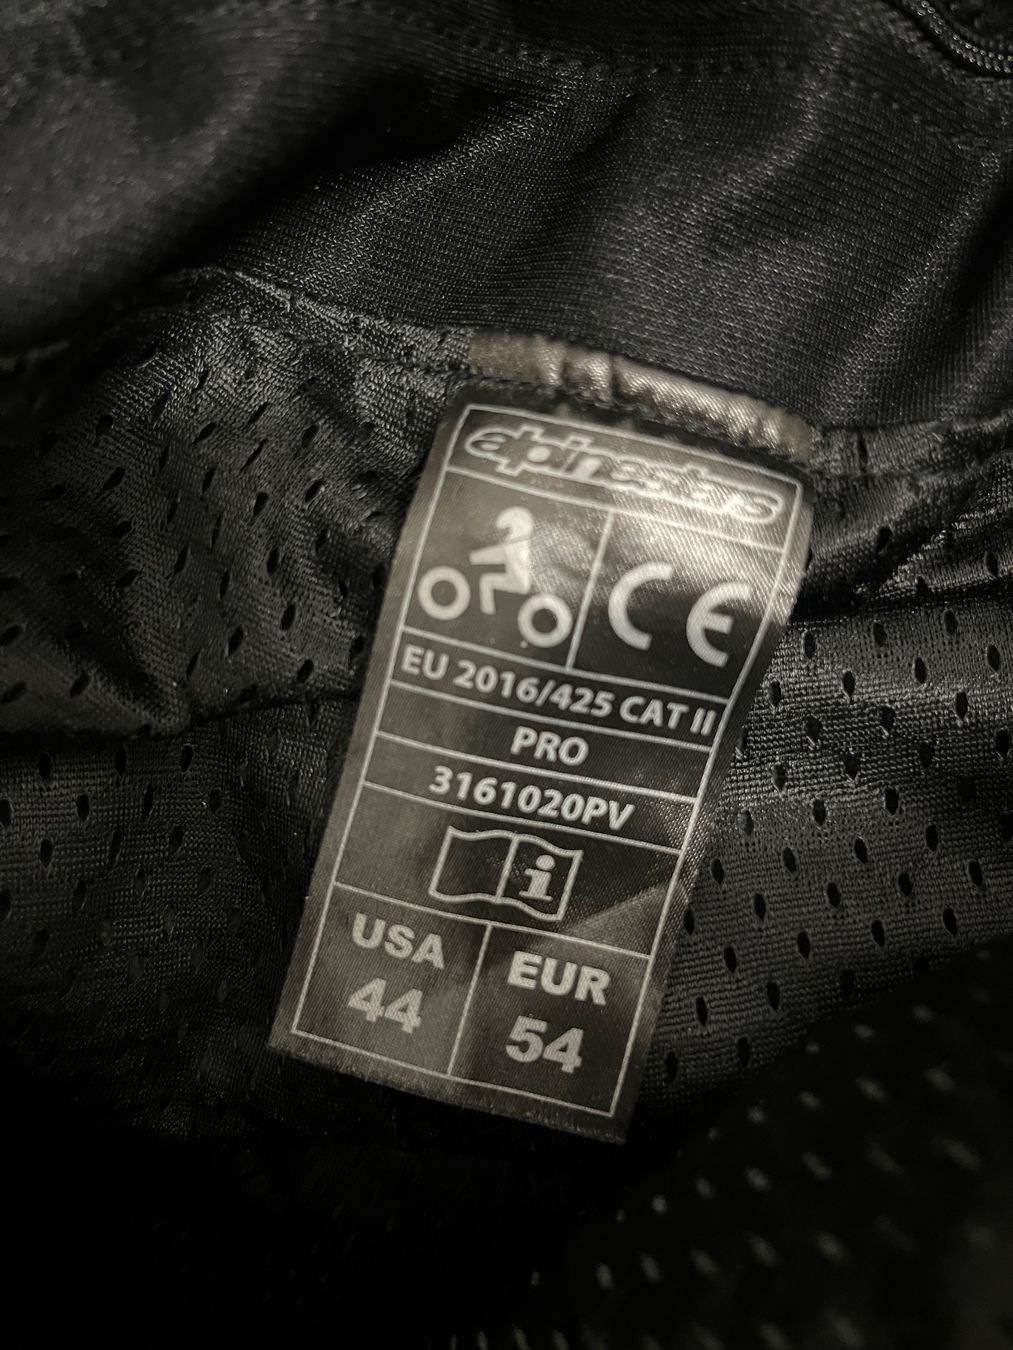 alpinestars
CE
EU 2016/425 CAT II
PRO
3161020PV
i
USA EUR
44 54